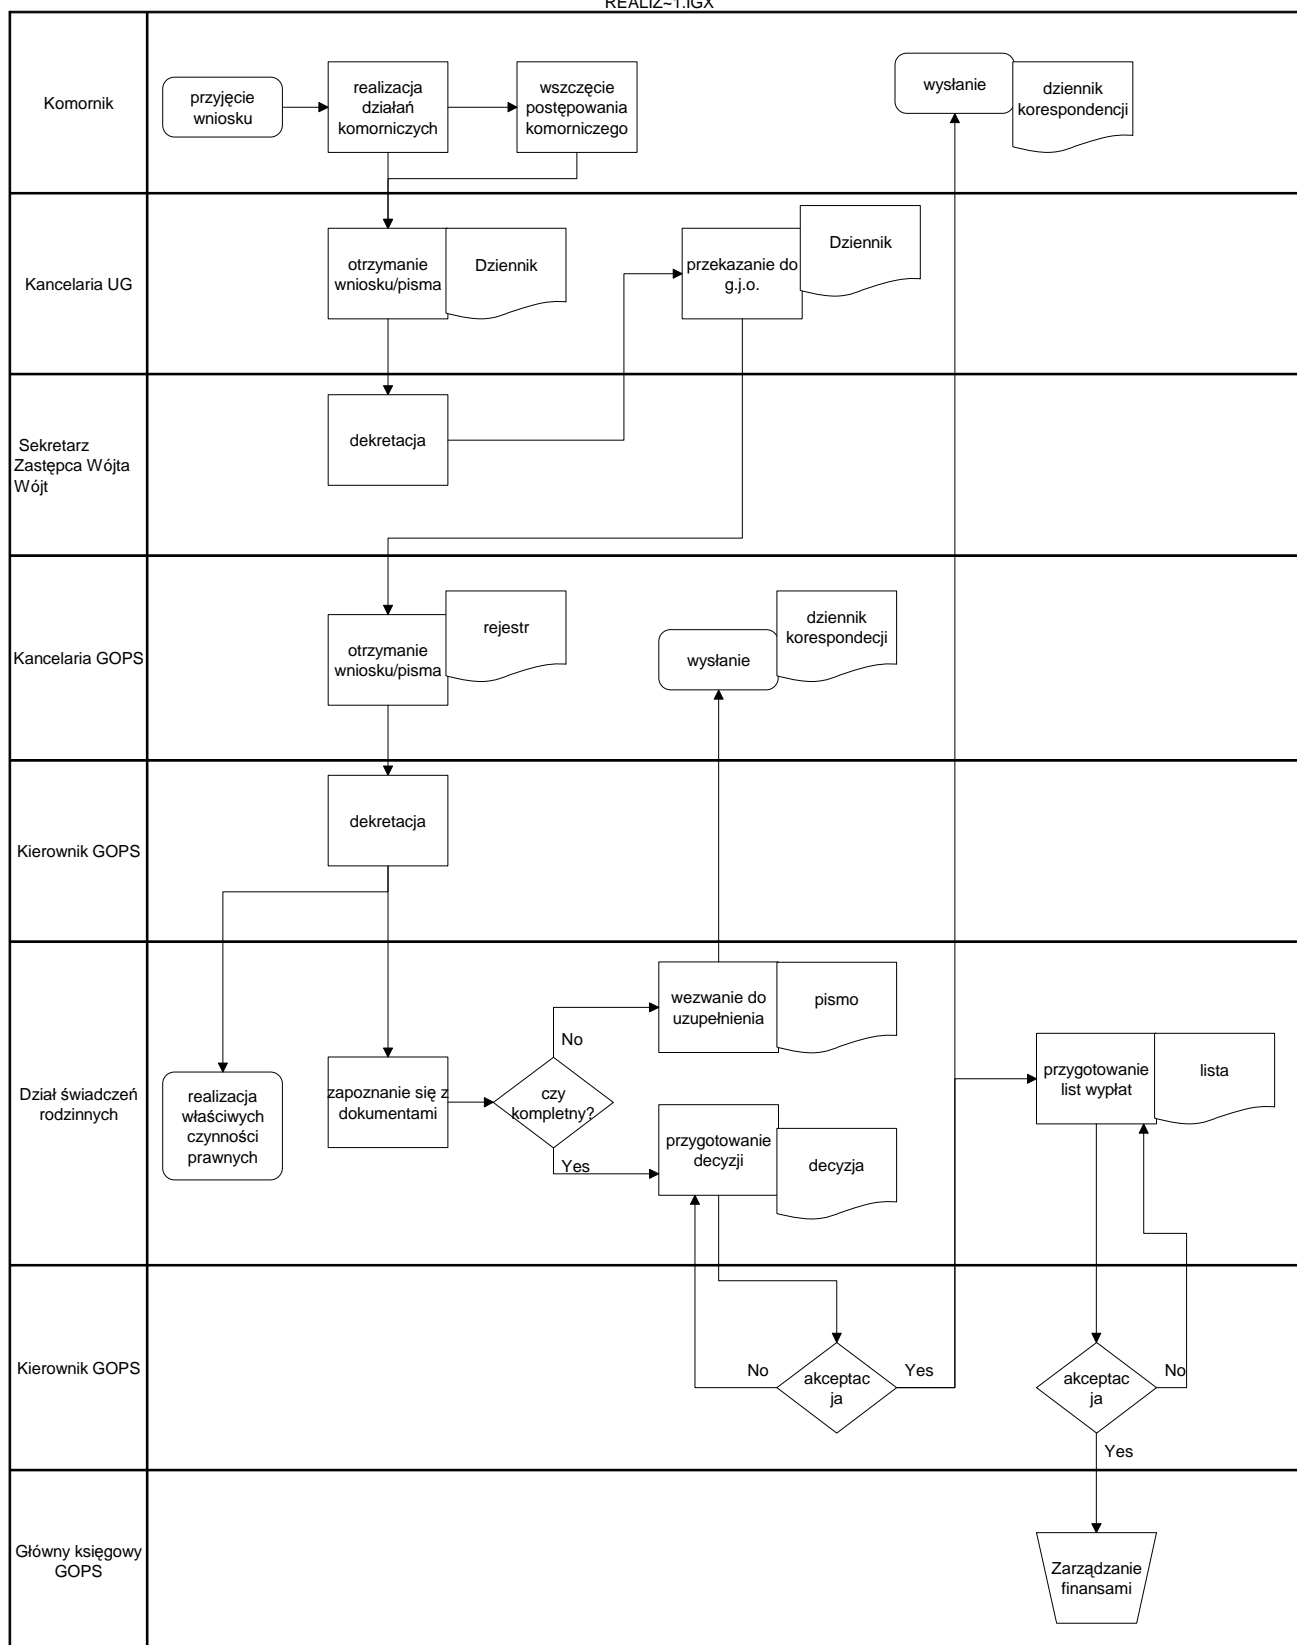 REALIZ~1.IGX
Komornik
przyjęcie
wniosku
realizacja
działań
komorniczych
wszczęcie
postępowania
komorniczego
wysłanie
dziennik
korespondencji
Kancelaria UG
otrzymanie
wniosku/pisma
Dziennik
przekazanie do
g.j.o.
Dziennik
Sekretarz
Zastępca Wójta
Wójt
dekretacja
Kancelaria GOPS
otrzymanie
wniosku/pisma
rejestr
wysłanie
dziennik
korespondecji
Kierownik GOPS
dekretacja
Dział świadczeń
rodzinnych
realizacja
właściwych
czynności
prawnych
zapoznanie się z
dokumentami
czy
kompletny?
No
Yes
wezwanie do
uzupełnienia
pismo
przygotowanie
decyzji
decyzja
przygotowanie
list wypłat
lista
Kierownik GOPS
No
akceptac
ja
Yes
akceptac
ja
No
Yes
Główny księgowy
GOPS
Zarządzanie
finansami